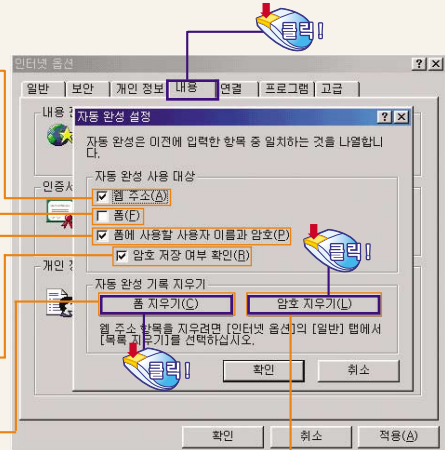 클릭!
인터넷 옵션
일반 보안 개인 정보 내용 연결 프로그램 고급
내용
자동 완성 설정
자동 완성은 이전에 입력한 항목 중 일치하는 것을 나열합니
다.
자동 완성 사용 대상
웹 주소(A)
인증서
폼(F)
폼에 사용할 사용자 이름과 암호(P)
암호 저장 여부 확인(R)
클릭!
개인
자동 완성 기록 지우기
폼 지우기(C) 암호 지우기(L)
웹 주소 항목을 지우려면 [인터넷 옵션]의 [일반] 탭에서
[목록 지우기]를 선택하십시오.
클릭!
확인 취소
확인 취소 적용(A)